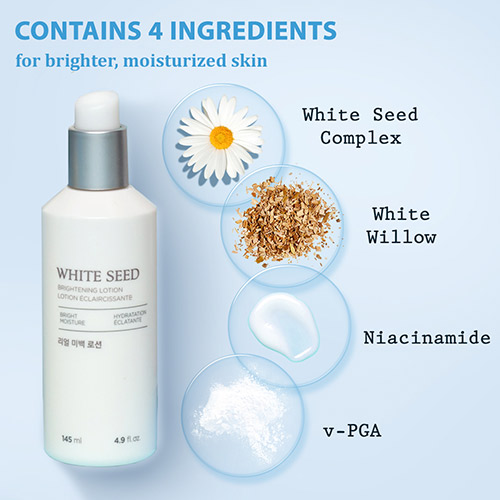 CONTAINS 4 INGREDIENTS
for brighter, moisturized skin
White Seed
Complex
White
Willow
Niacinamide
v-PGA
WHITE SEED
BRIGHTENING LOTION
LOTION ÉCLAIRCISSANTE
BRIGHT
MOISTURE
HYDRATATION
ÉCLATANTE
리얼 미백 로션
145 ml
4.9 fl. oz.